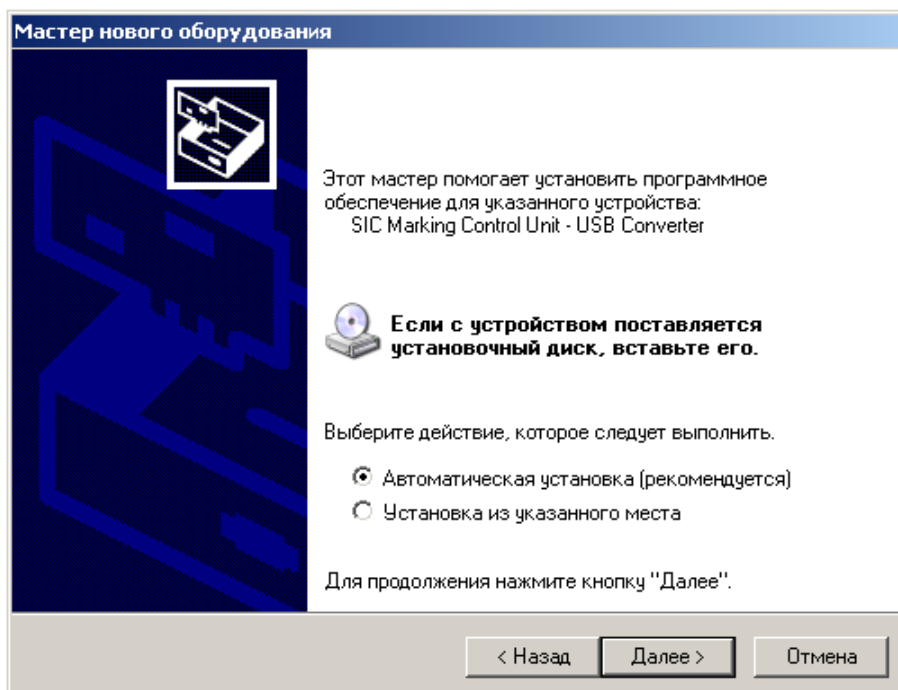 Мастер нового оборудования
Этот мастер помогает установить программное
обеспечение для указанного устройства:
SIC Marking Control Unit - USB Converter
Если с устройством поставляется
установочный диск, вставьте его.
Выберите действие, которое следует выполнить.
Автоматическая установка (рекомендуется)
Установка из указанного места
Для продолжения нажмите кнопку "Далее".
< Назад
Далее >
Отмена